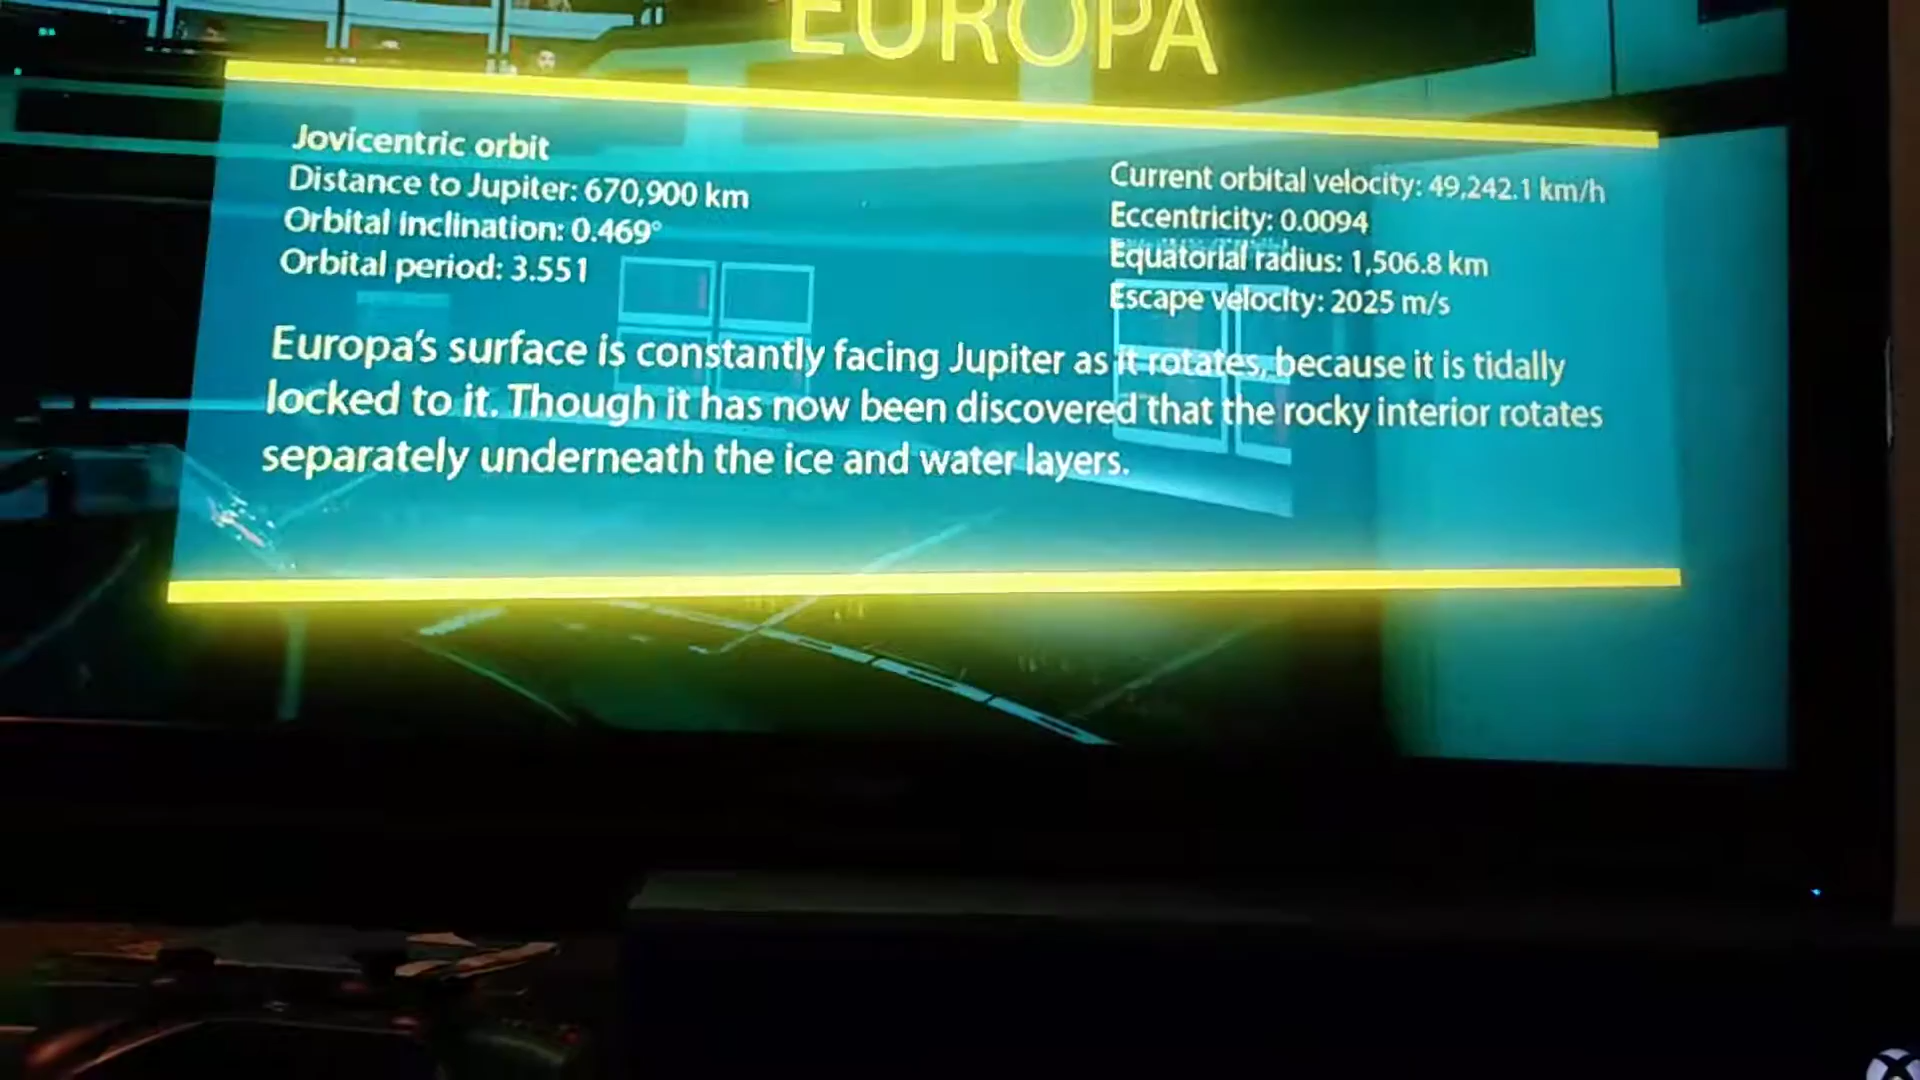 EUROPA
Jovicentric orbit
Distance to Jupiter: 670,900 km
Orbital inclination: 0.469°
Orbital period: 3.551
Current orbital velocity: 49,242.1 km/h
Eccentricity: 0.0094
Equatorial radius: 1,506.8 km
Escape velocity: 2025 m/s
Europa's surface is constantly facing Jupiter as it rotates, because it is tidally
locked to it. Though it has now been discovered that the rocky interior rotates
separately underneath the ice and water layers.